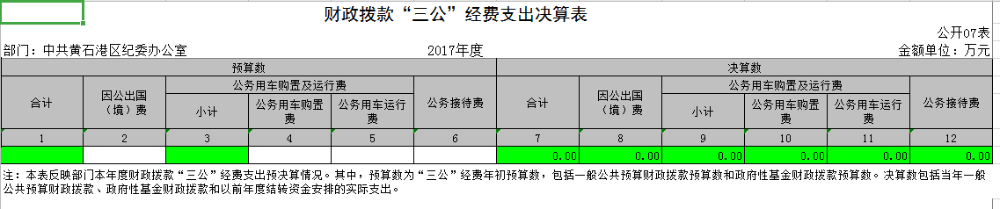 财政拨款“三公”经费支出决算表
公开07表
部门：中共黄石港区纪委办公室 2017年度 金额单位：万元
预算数 决算数
合计 因公出国（境）费 公务用车购置及运行费 公务接待费 合计 因公出国（境）费 公务用车购置及运行费 公务接待费
小计 公务用车购置费 公务用车运行费 小计 公务用车购置费 公务用车运行费
1 2 3 4 5 6 7 8 9 10 11 12
0.00 0.00 0.00 0.00 0.00 0.00
注：本表反映部门本年度财政拨款“三公”经费支出预决算情况。其中，预算数为“三公”经费年初预算数，包括一般公共预算财政拨款预算数和政府性基金财政拨款预算数。决算数包括当年一般
公共预算财政拨款、政府性基金财政拨款和以前年度结转资金安排的实际支出。